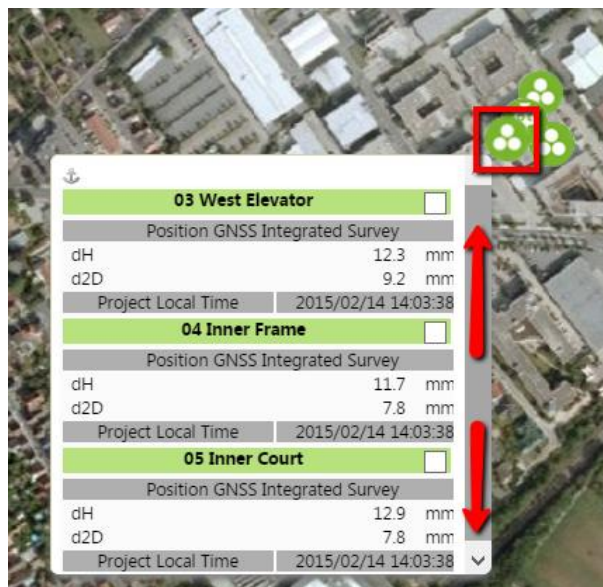 03 West Elevator
Position GNSS Integrated Survey
dH 12.3 mm
d2D 9.2 mm
Project Local Time 2015/02/14 14:03:38
04 Inner Frame
Position GNSS Integrated Survey
dH 11.7 mm
d2D 7.8 mm
Project Local Time 2015/02/14 14:03:38
05 Inner Court
Position GNSS Integrated Survey
dH 12.9 mm
d2D 7.8 mm
Project Local Time 2015/02/14 14:03:38